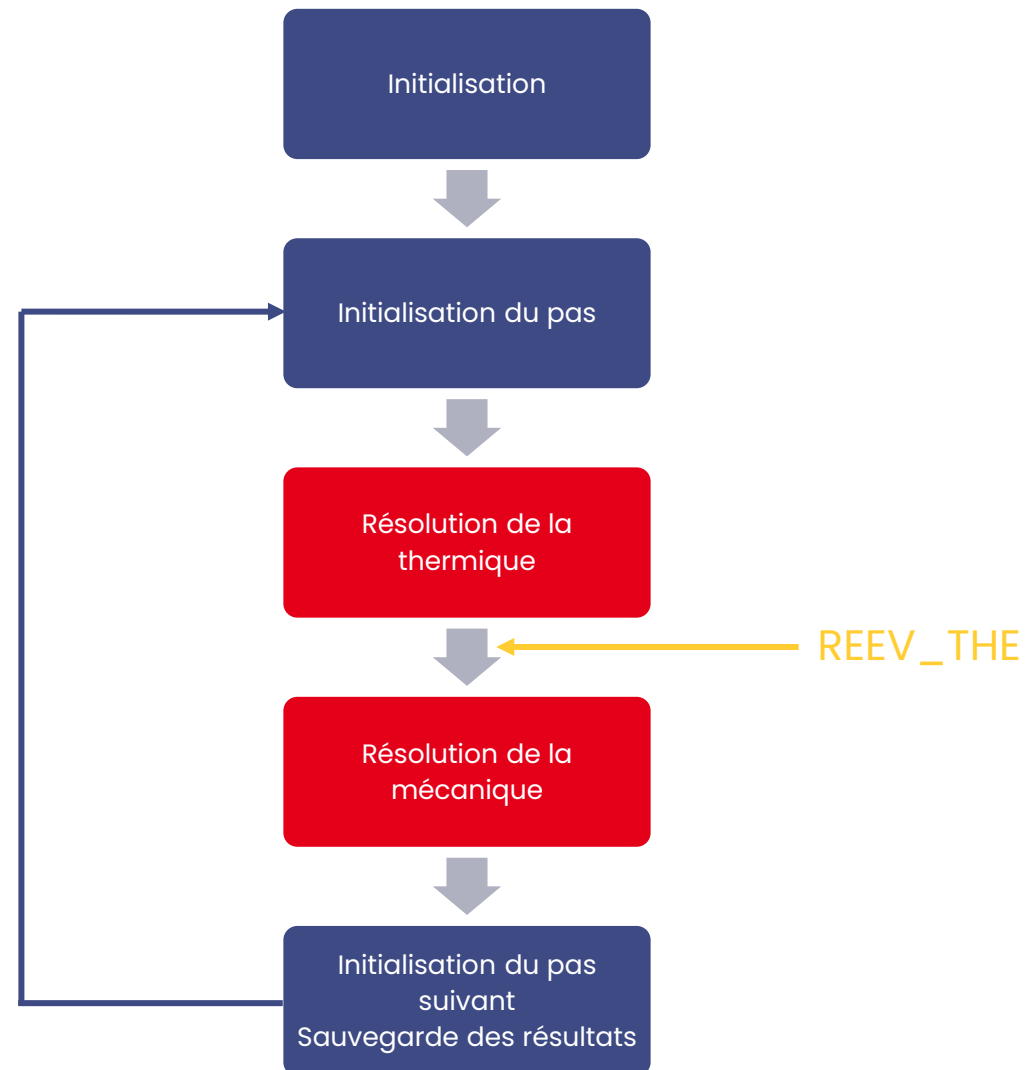 Initialisation
Initialisation du pas
Résolution de la
thermique
REEV_THE
Résolution de la
mécanique
Initialisation du pas
suivant
Sauvegarde des résultats